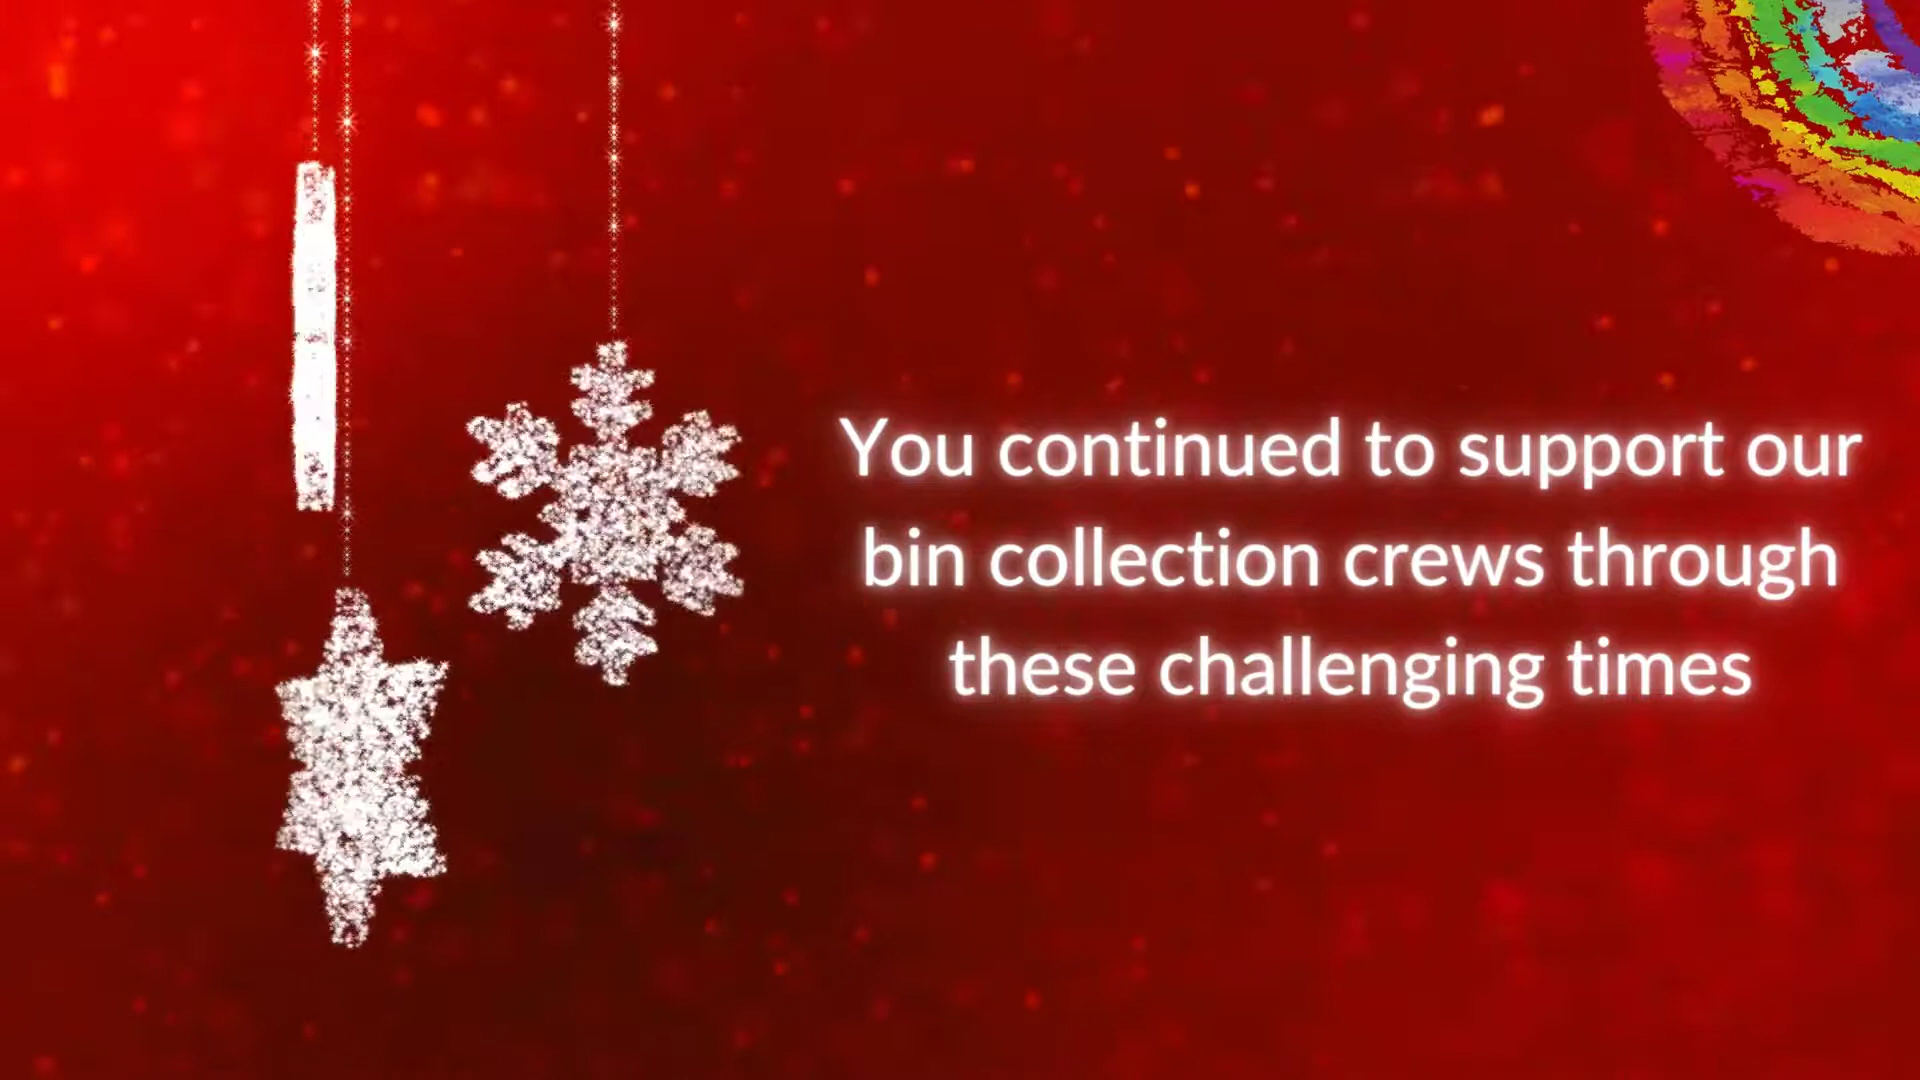 You continued to support our
bin collection crews through
these challenging times